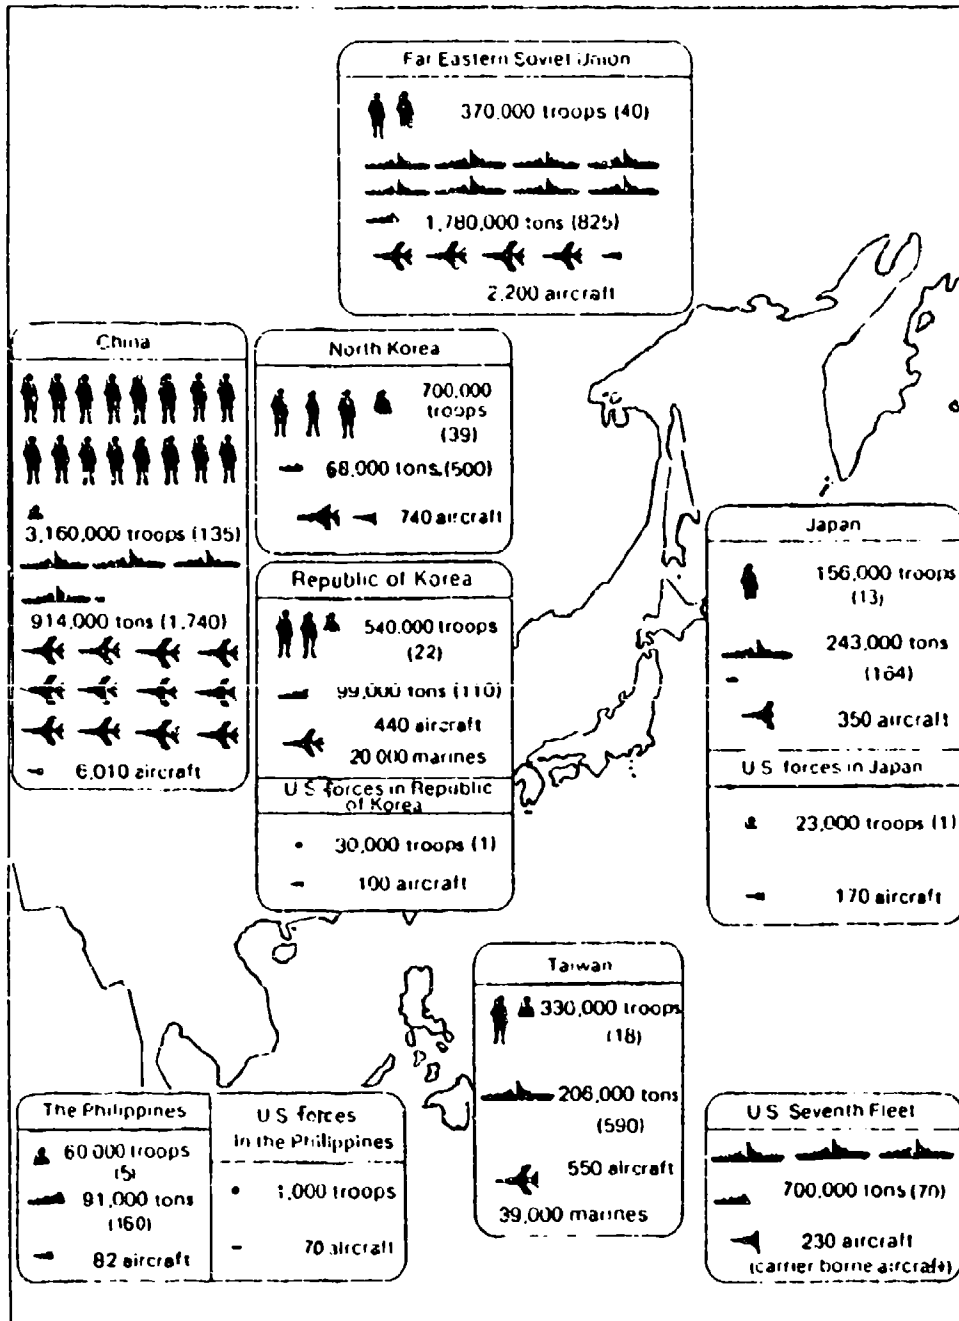 Far Eastern Soviet Union
370,000 troops (40)
1,780,000 tons (825)
2,200 aircraft
China
3,160,000 troops (135)
914,000 tons (1,740)
6,010 aircraft
North Korea
700,000
troops
(39)
68,000 tons (500)
740 aircraft
Republic of Korea
540,000 troops
(22)
99,000 tons (110)
440 aircraft
20,000 marines
U.S. forces in Republic
of Korea
30,000 troops (1)
100 aircraft
Japan
156,000 troops
(13)
243,000 tons
(164)
350 aircraft
U.S. forces in Japan
23,000 troops (1)
170 aircraft
Taiwan
330,000 troops
(18)
206,000 tons
(590)
550 aircraft
39,000 marines
The Philippines
60,000 troops
(5)
91,000 tons
(160)
82 aircraft
U.S. forces
in the Philippines
1,000 troops
70 aircraft
U.S. Seventh Fleet
700,000 tons (70)
230 aircraft
(carrier borne aircraft)